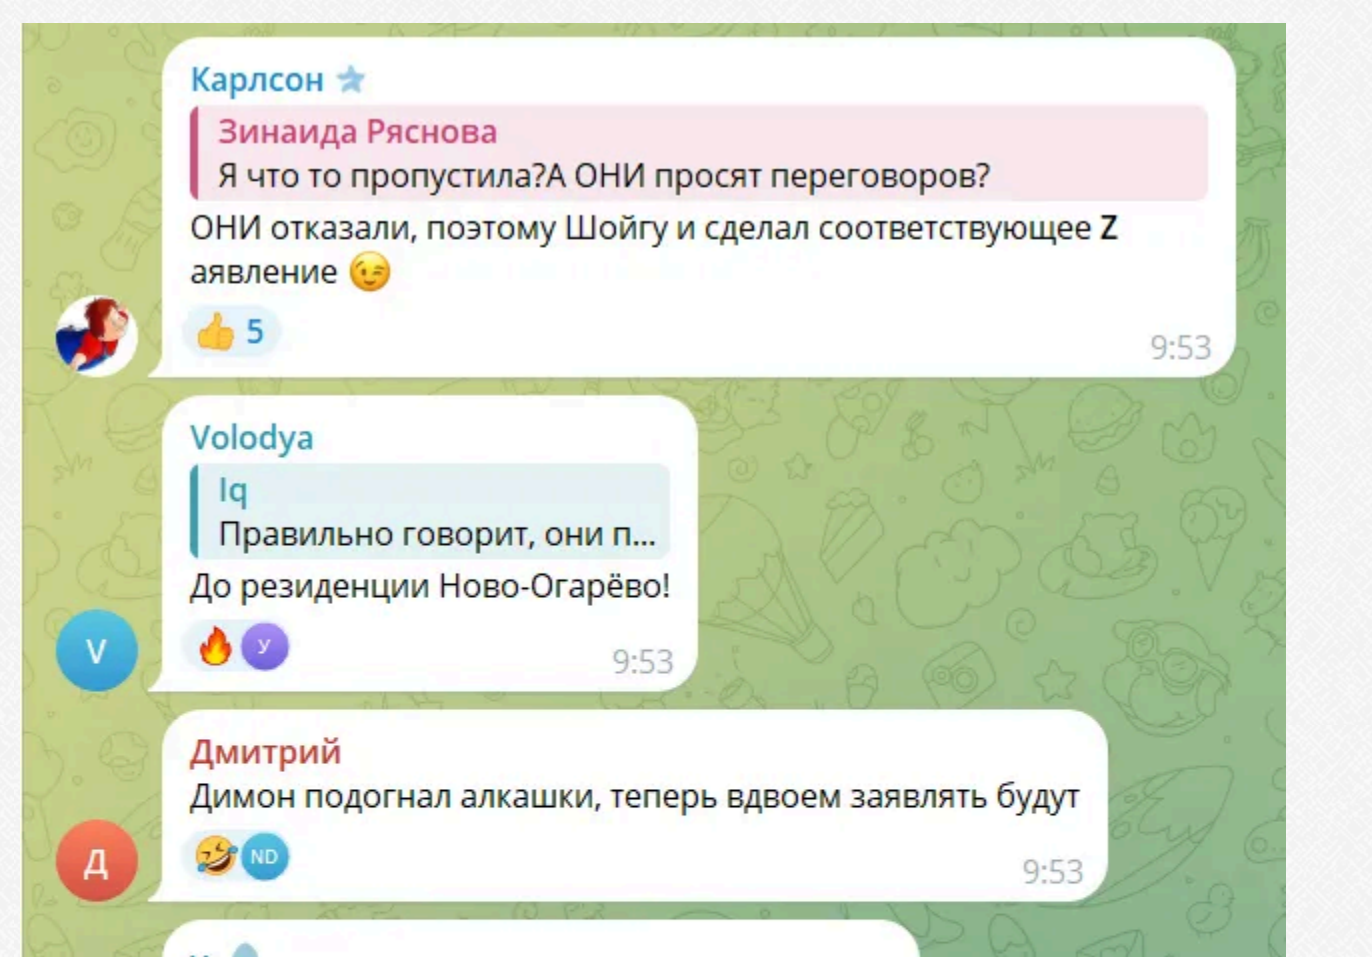 Карлсон
Зинаида Ряснова
Я что то пропустила?А ОНИ просят переговоров?
ОНИ отказали, поэтому Шойгу и сделал соответствующее Z
аявление 😉
👍 5
9:53
Volodya
Iq
Правильно говорит, они п...
До резиденции Ново-Огарёво!
V
🔥 У
9:53
Дмитрий
Димон подогнал алкашки, теперь вдвоем заявлять будут
Д
🤣 ND
9:53